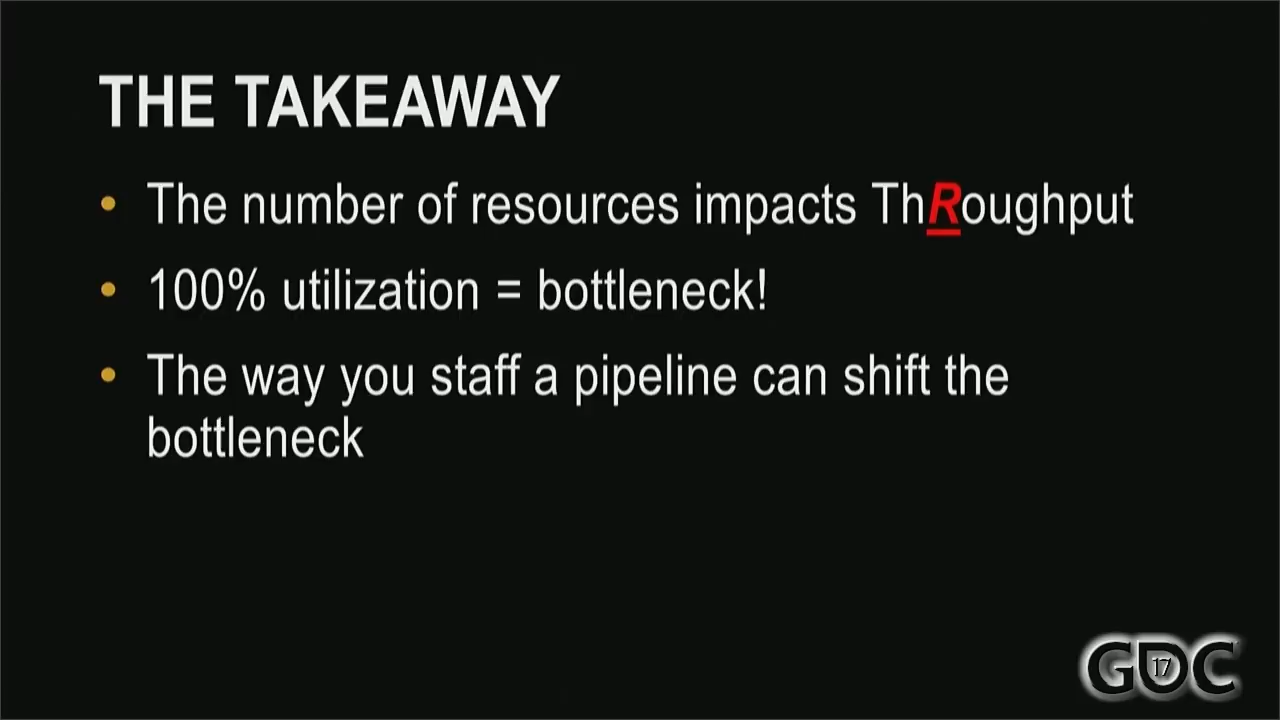 THE TAKEAWAY
• The number of resources impacts ThRoughput
• 100% utilization = bottleneck!
• The way you staff a pipeline can shift the
bottleneck
GDC
17